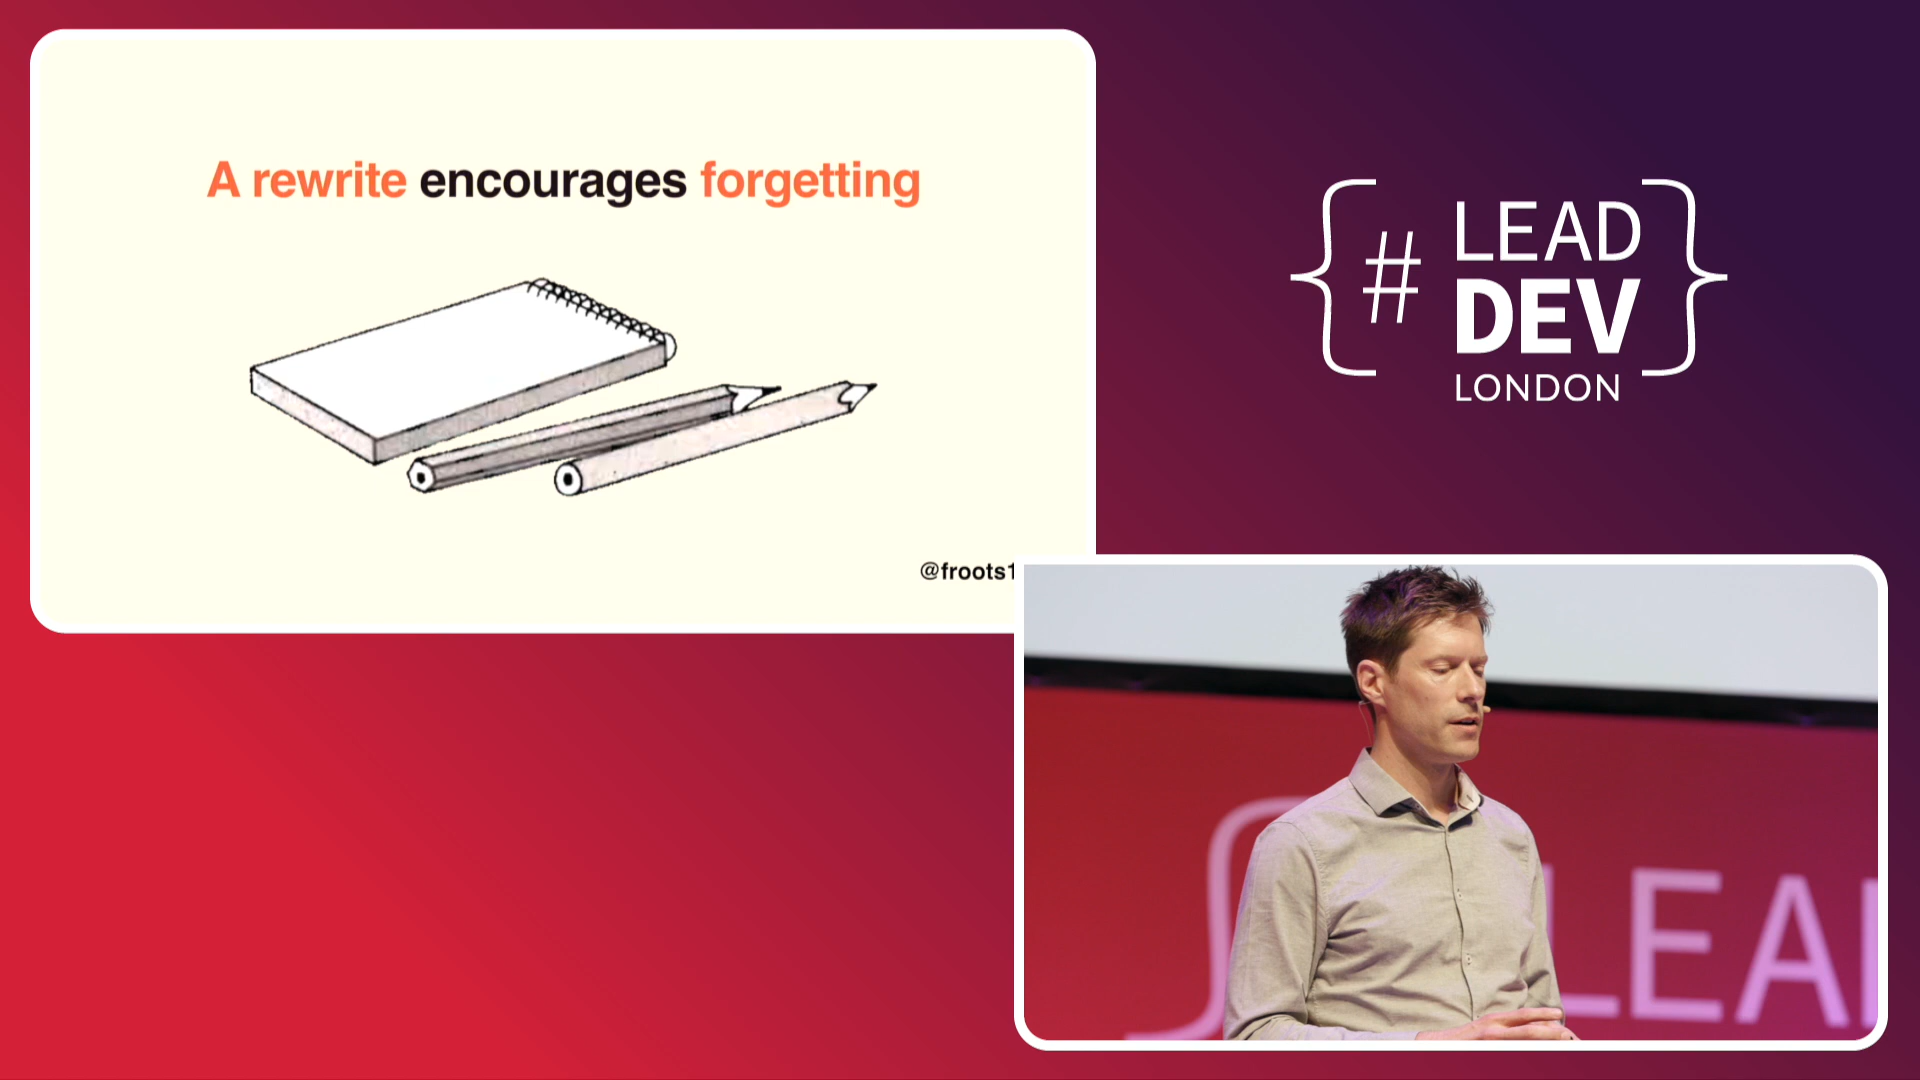 A rewrite encourages forgetting
@froots1
{# LEAD
DEV}
LONDON
LEA